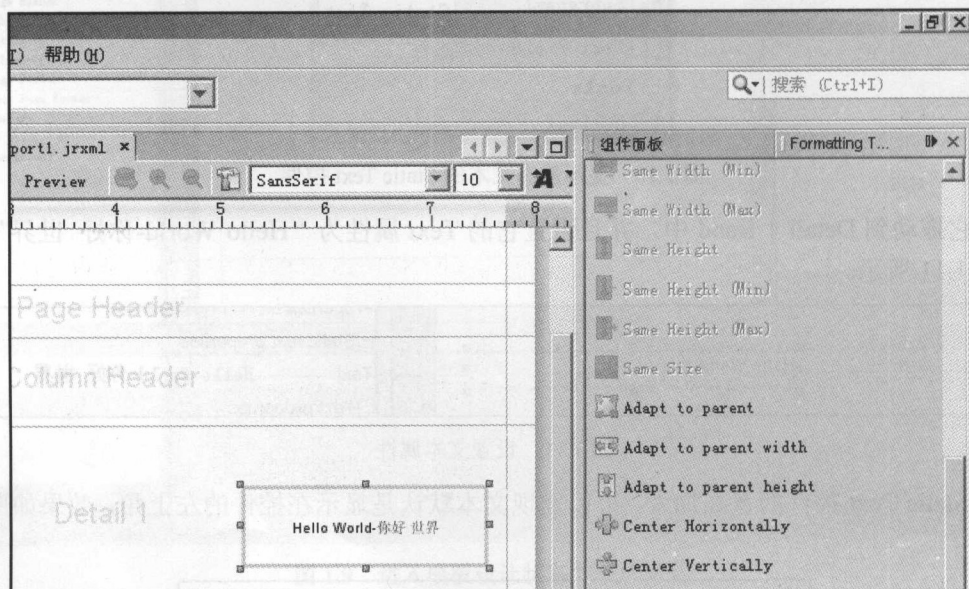 I) 帮助(H)
搜索 (Ctrl+I)
port1.jrxml ×
组件面板
Formatting T...
Preview
SansSerif
10
3 4 5 6 7 8
Same Width (Min)
Same Width (Max)
Same Height
Same Height (Min)
Same Height (Max)
Same Size
Adapt to parent
Adapt to parent width
Adapt to parent height
Center Horizontally
Center Vertically
Page Header
Column Header
Detail 1
Hello World-你好 世界